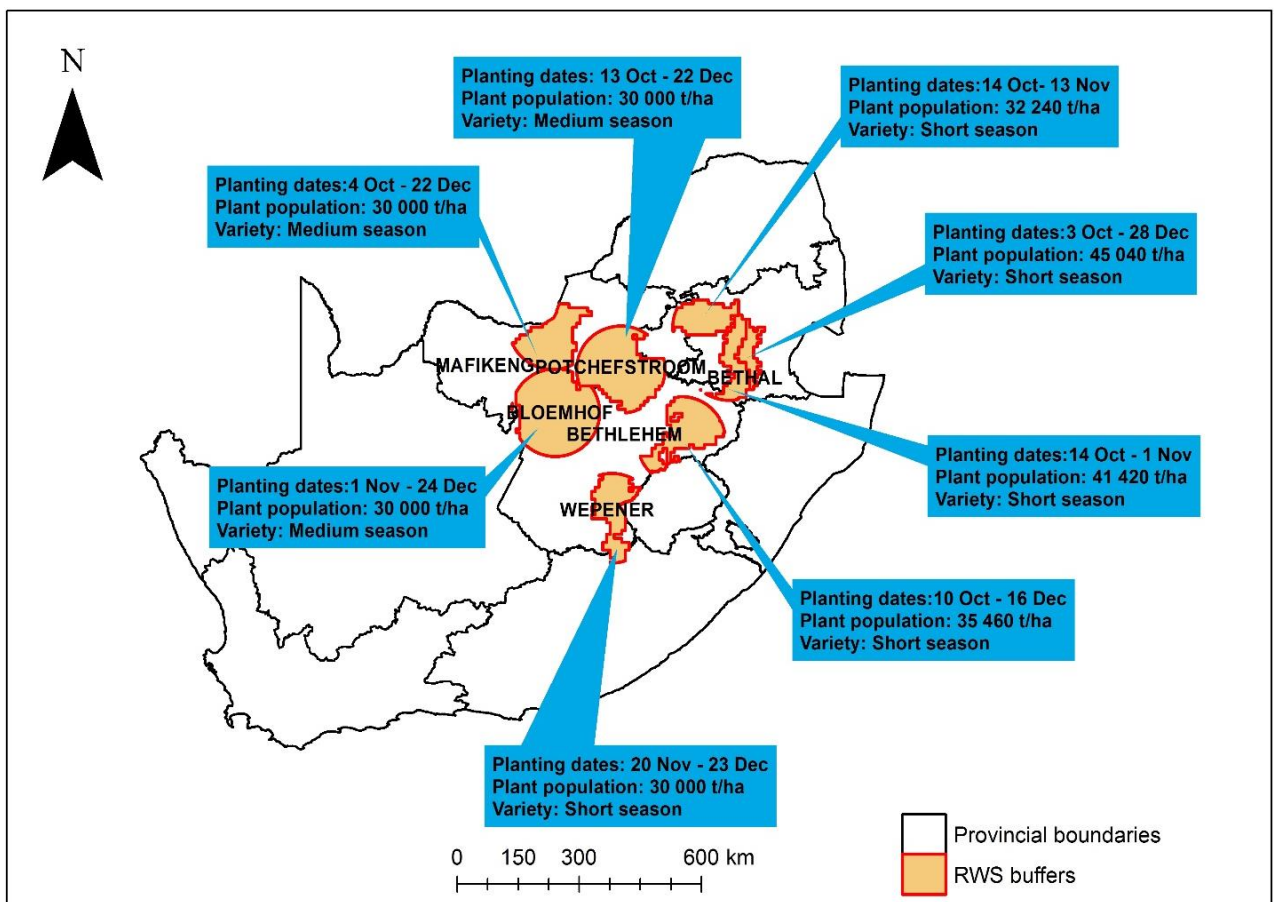 N
Planting dates: 13 Oct - 22 Dec
Plant population: 30 000 t/ha
Variety: Medium season
Planting dates:14 Oct- 13 Nov
Plant population: 32 240 t/ha
Variety: Short season
Planting dates:4 Oct - 22 Dec
Plant population: 30 000 t/ha
Variety: Medium season
Planting dates:3 Oct - 28 Dec
Plant population: 45 040 t/ha
Variety: Short season
MAFIKENG
POTCHEFSTROOM
BETHAL
BLOEMHOF
BETHLEHEM
WEPENER
Planting dates:14 Oct - 1 Nov
Plant population: 41 420 t/ha
Variety: Short season
Planting dates:1 Nov - 24 Dec
Plant population: 30 000 t/ha
Variety: Medium season
Planting dates:10 Oct - 16 Dec
Plant population: 35 460 t/ha
Variety: Short season
Planting dates: 20 Nov - 23 Dec
Plant population: 30 000 t/ha
Variety: Short season
0 150 300 600 km
Provincial boundaries
RWS buffers